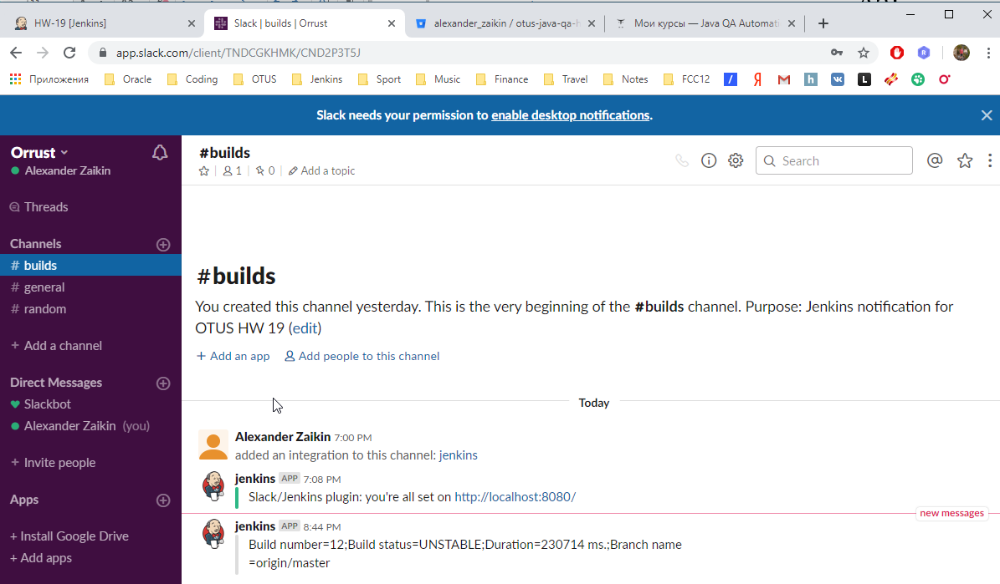 HW-19 [Jenkins]
Slack | builds | Orrust
alexander_zaikin / otus-java-qa-h
Мои курсы — Java QA Automati
app.slack.com/client/TNDCGKHMK/CND2P3T5J
Приложения
Oracle
Coding
OTUS
Jenkins
Sport
Music
Finance
Travel
Notes
FCC12
Slack needs your permission to enable desktop notifications.
Orrust
Alexander Zaikin
Threads
Channels
# builds
# general
# random
+ Add a channel
Direct Messages
Slackbot
Alexander Zaikin (you)
+ Invite people
Apps
+ Install Google Drive
+ Add apps
#builds
1
0
Add a topic
Search
#builds
You created this channel yesterday. This is the very beginning of the #builds channel. Purpose: Jenkins notification for
OTUS HW 19 (edit)
+ Add an app
Add people to this channel
Today
Alexander Zaikin 7:00 PM
added an integration to this channel: jenkins
jenkins APP 7:08 PM
Slack/Jenkins plugin: you're all set on http://localhost:8080/
new messages
jenkins APP 8:44 PM
Build number=12;Build status=UNSTABLE;Duration=230714 ms.;Branch name
=origin/master